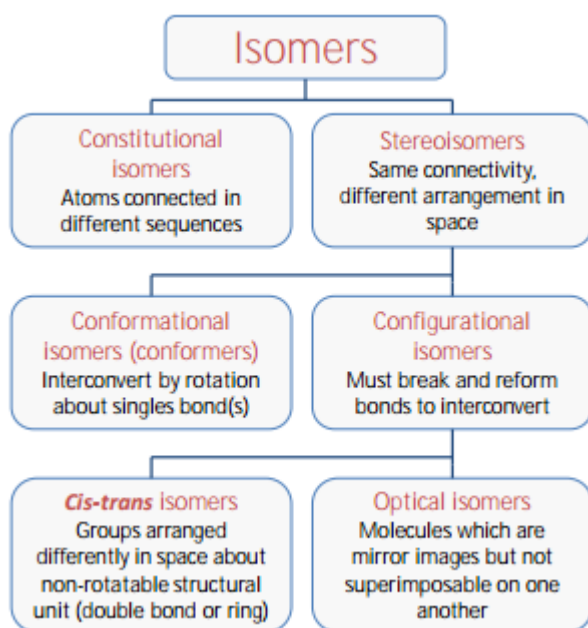 Isomers
Constitutional
isomers
Atoms connected in
different sequences
Stereoisomers
Same connectivity,
different arrangement in
space
Conformational
isomers (conformers)
Interconvert by rotation
about singles bond(s)
Configurational
isomers
Must break and reform
bonds to interconvert
Cis-trans isomers
Groups arranged
differently in space about
non-rotatable structural
unit (double bond or ring)
Optical isomers
Molecules which are
mirror images but not
superimposable on one
another